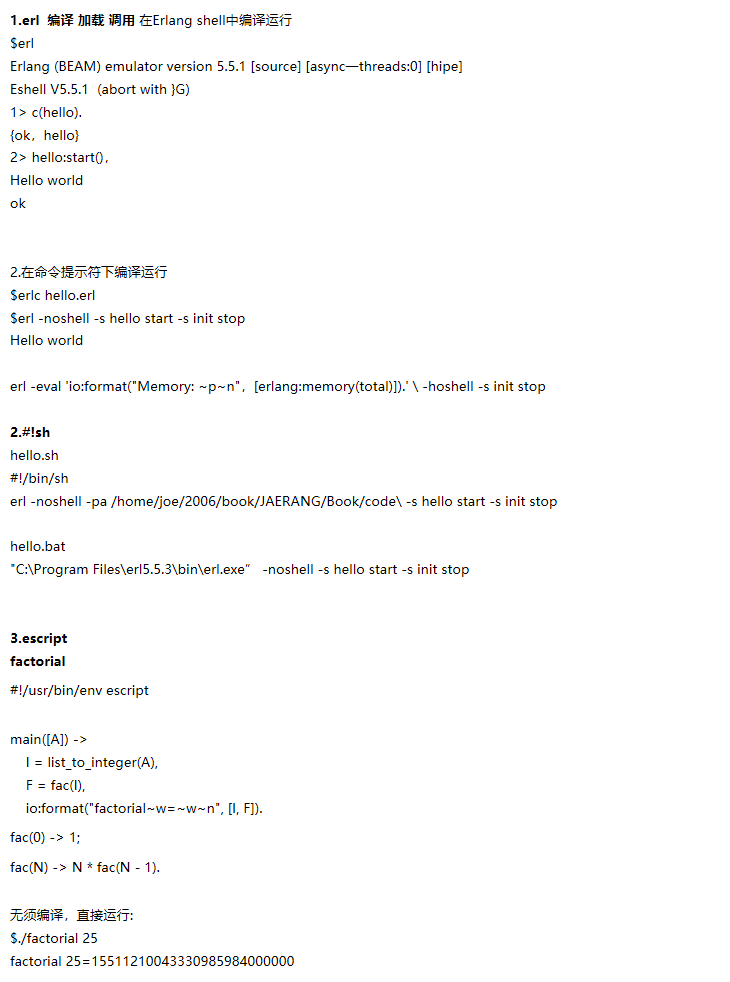 1.erl  编译 加载 调用 在Erlang shell中编译运行
$erl
Erlang (BEAM) emulator version 5.5.1 [source] [async—threads:0] [hipe]
Eshell V5.5.1  (abort with }G)
1> c(hello).
{ok，hello}
2> hello:start()，
Hello world
ok
2.在命令提示符下编译运行
$erlc hello.erl
$erl -noshell -s hello start -s init stop
Hello world
erl -eval 'io:format("Memory: ~p~n"，[erlang:memory(total)]).' \ -hoshell -s init stop
2.#!sh
hello.sh
#!/bin/sh
erl -noshell -pa /home/joe/2006/book/JAERANG/Book/code\ -s hello start -s init stop
hello.bat
"C:\Program Files\erl5.5.3\bin\erl.exe”  -noshell -s hello start -s init stop
3.escript
factorial
#!/usr/bin/env escript
main([A]) ->
    I = list_to_integer(A),
    F = fac(I),
    io:format("factorial~w=~w~n", [I, F]).
fac(0) -> 1;
fac(N) -> N * fac(N - 1).
无须编译，直接运行:
$./factorial 25
factorial 25=15511210043330985984000000